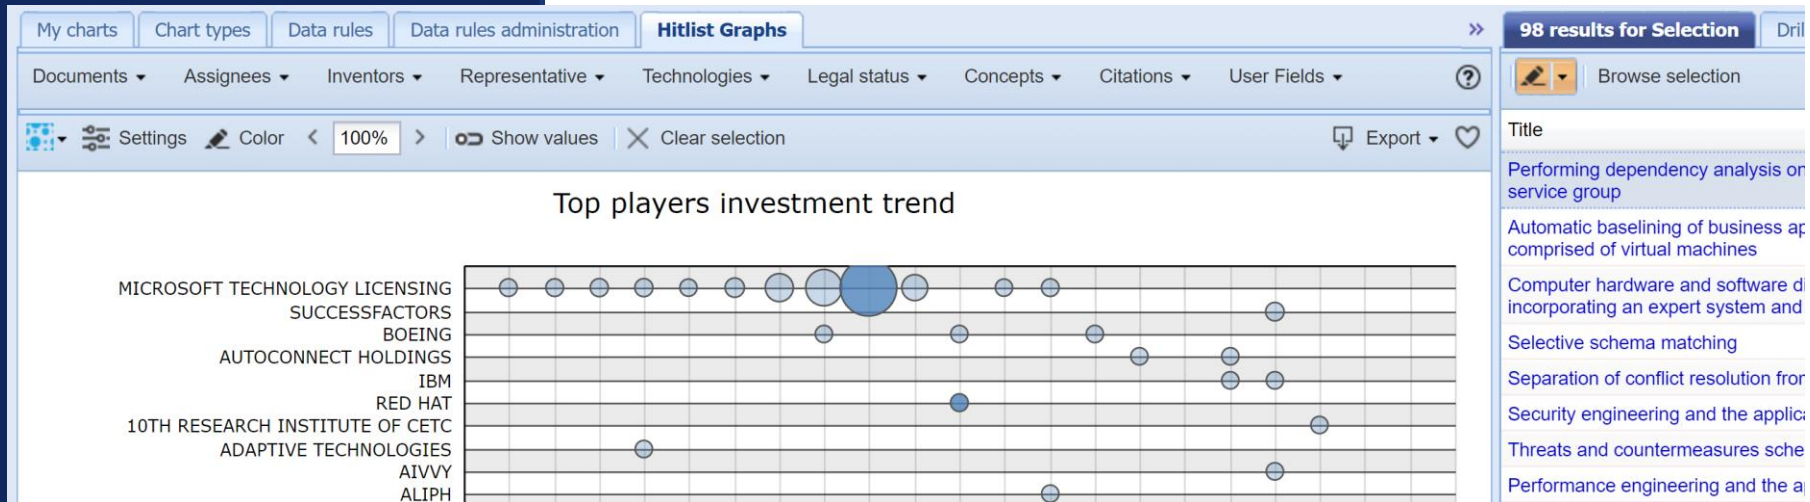 My charts
Chart types
Data rules
Data rules administration
Hitlist Graphs
»
98 results for Selection
Documents
Assignees
Inventors
Representative
Technologies
Legal status
Concepts
Citations
User Fields
?
Browse selection
Settings
Color
< 100% >
Show values
Clear selection
Export
Title
Top players investment trend
MICROSOFT TECHNOLOGY LICENSING
SUCCESSFACTORS
BOEING
AUTOCONNECT HOLDINGS
IBM
RED HAT
10TH RESEARCH INSTITUTE OF CETC
ADAPTIVE TECHNOLOGIES
AIVVY
ALIPH
Performing dependency analysis on
service group
Automatic baselining of business ap
comprised of virtual machines
Computer hardware and software di
incorporating an expert system and
Selective schema matching
Separation of conflict resolution fron
Security engineering and the applica
Threats and countermeasures sche
Performance engineering and the a